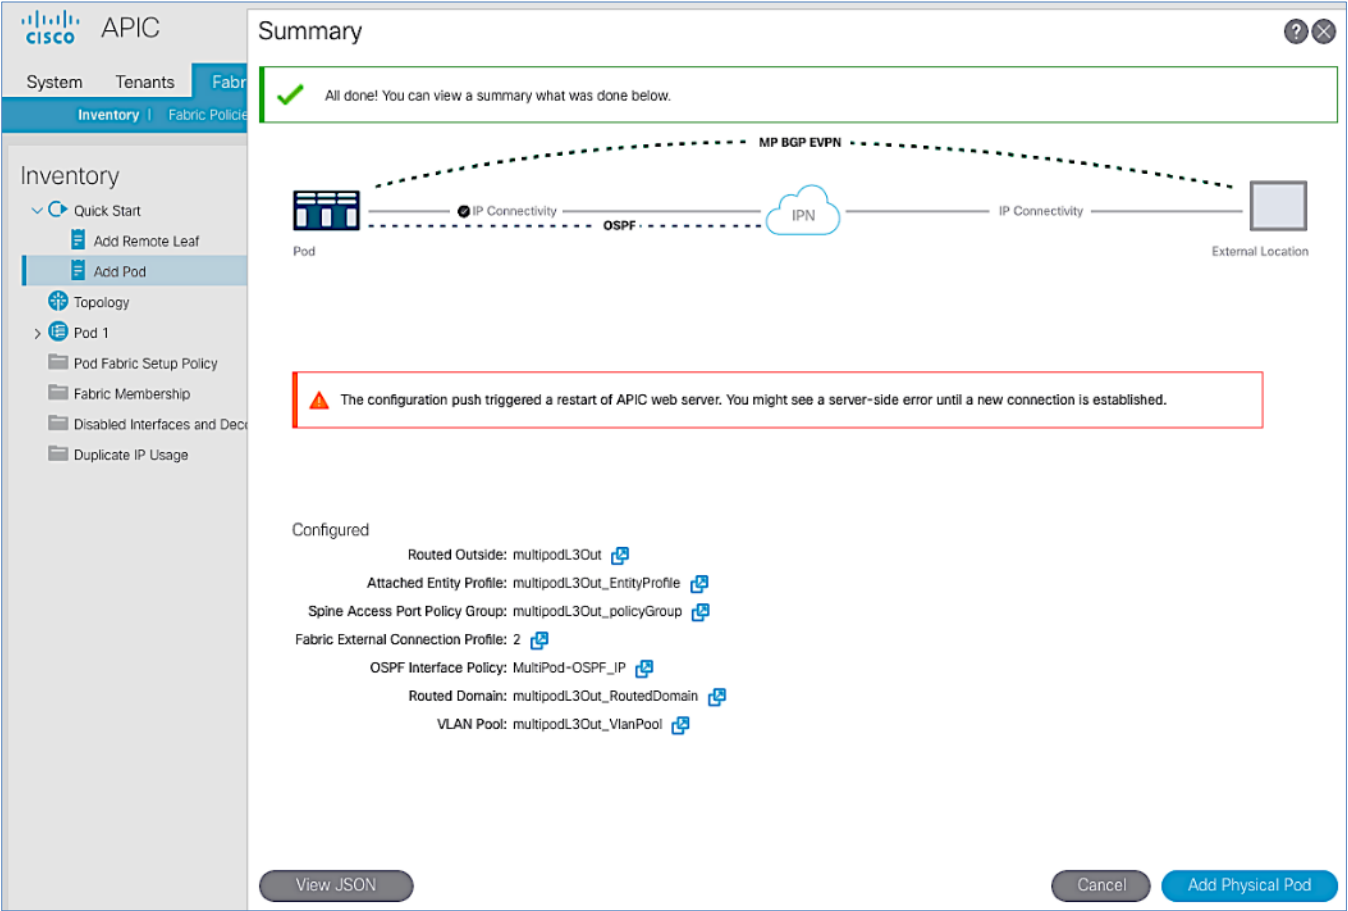 cisco APIC
System Tenants Fabr
Inventory | Fabric Policie
Inventory
Quick Start
Add Remote Leaf
Add Pod
Topology
Pod 1
Pod Fabric Setup Policy
Fabric Membership
Disabled Interfaces and Deco
Duplicate IP Usage
Summary
?
All done! You can view a summary what was done below.
MP BGP EVPN
IP Connectivity
OSPF
IPN
IP Connectivity
Pod
External Location
The configuration push triggered a restart of APIC web server. You might see a server-side error until a new connection is established.
Configured
Routed Outside: multipodL3Out
Attached Entity Profile: multipodL3Out_EntityProfile
Spine Access Port Policy Group: multipodL3Out_policyGroup
Fabric External Connection Profile: 2
OSPF Interface Policy: MultiPod-OSPF_IP
Routed Domain: multipodL3Out_RoutedDomain
VLAN Pool: multipodL3Out_VlanPool
View JSON
Cancel
Add Physical Pod